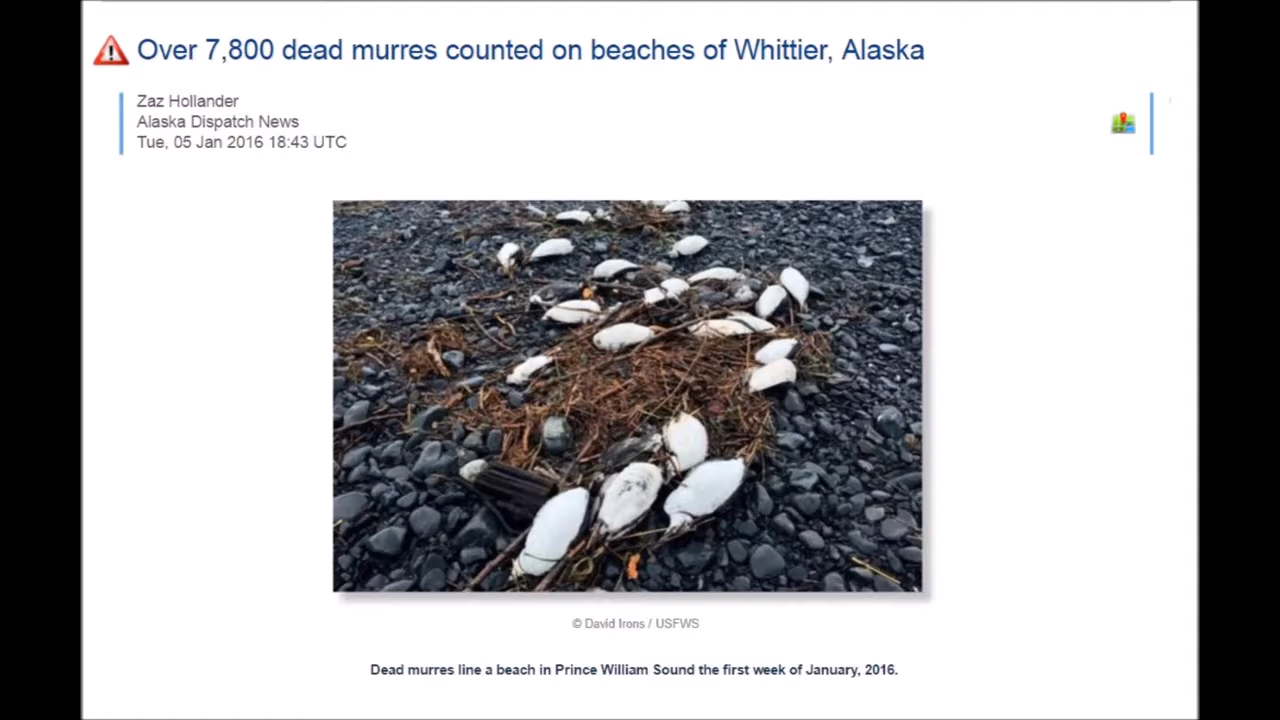 Over 7,800 dead murres counted on beaches of Whittier, Alaska
Zaz Hollander
Alaska Dispatch News
Tue, 05 Jan 2016 18:43 UTC
© David Irons / USFWS
Dead murres line a beach in Prince William Sound the first week of January, 2016.